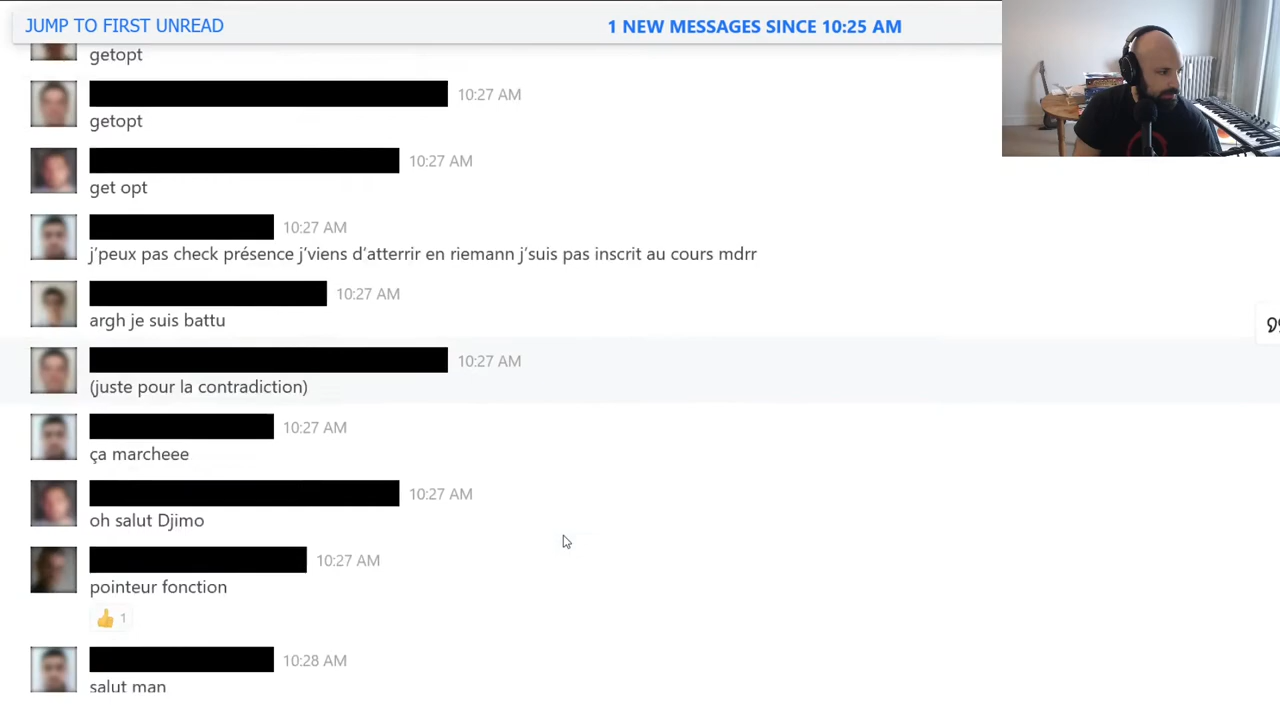 JUMP TO FIRST UNREAD
1 NEW MESSAGES SINCE 10:25 AM
getopt
10:27 AM
getopt
10:27 AM
get opt
10:27 AM
j'peux pas check présence j'viens d'atterrir en riemann j'suis pas inscrit au cours mdrr
10:27 AM
argh je suis battu
10:27 AM
(juste pour la contradiction)
10:27 AM
ça marcheee
10:27 AM
oh salut Djimo
10:27 AM
pointeur fonction
1
10:28 AM
salut man